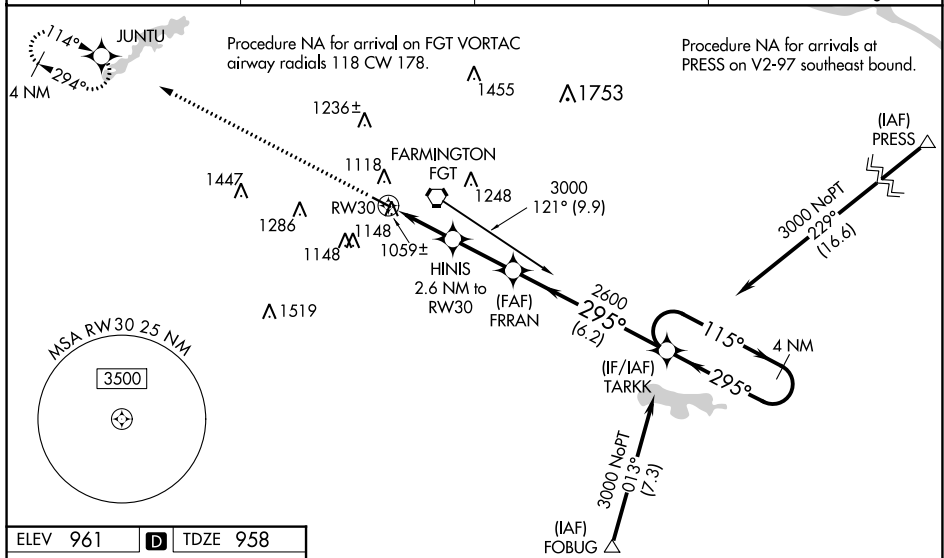 114°
JUNTU
294°
4 NM
Procedure NA for arrival on FGT VORTAC
airway radials 118 CW 178.
Procedure NA for arrivals at
PRESS on V2-97 southeast bound.
1455
1753
1236±
(IAF)
PRESS
1118
FARMINGTON
FGT
1248
3000
121° (9.9)
1447
RW30
1286
1148
1148
1059±
3000 NoPT
229°
(16.6)
HINIS
2.6 NM to
RW30
(FAF)
FRRAN
2600
295°
(6.2)
1519
115°
4 NM
295°
(IF/IAF)
TARKK
MSA RW30 25 NM
3500
3000 NoPT
013°
(7.3)
(IAF)
FOBUG
ELEV 961 D TDZE 958